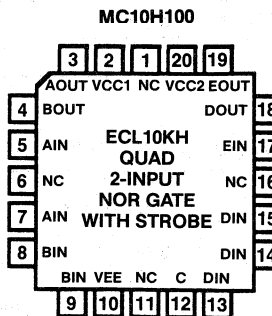 MC10H100
3 2 1 20 19
AOUT VCC1 NC VCC2 EOUT
4 BOUT DOUT 18
5 AIN EIN 17
6 NC NC 16
7 AIN DIN 15
8 BIN DIN 14
ECL10KH
QUAD
2-INPUT
NOR GATE
WITH STROBE
BIN VEE NC C DIN
9 10 11 12 13